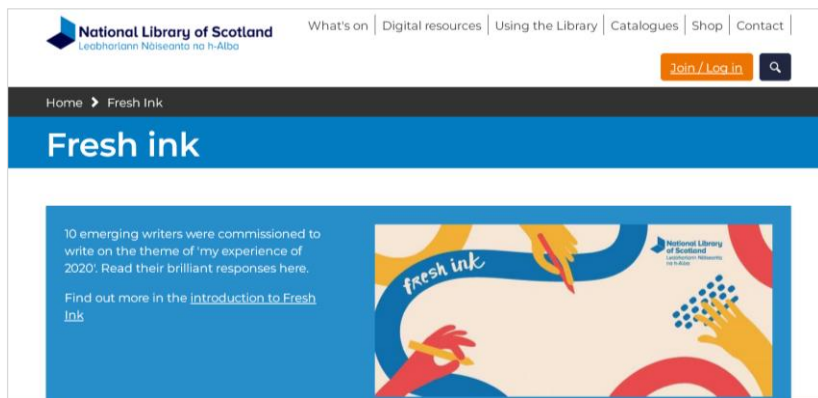 National Library of Scotland
Leabharlann Nàiseanta na h-Alba
What's on | Digital resources | Using the Library | Catalogues | Shop | Contact |
Join / Log in
Home > Fresh Ink
Fresh ink
10 emerging writers were commissioned to
write on the theme of 'my experience of
2020'. Read their brilliant responses here.
Find out more in the introduction to Fresh
Ink
fresh ink
National Library
of Scotland
Leabharlann Nàiseanta
na h-Alba